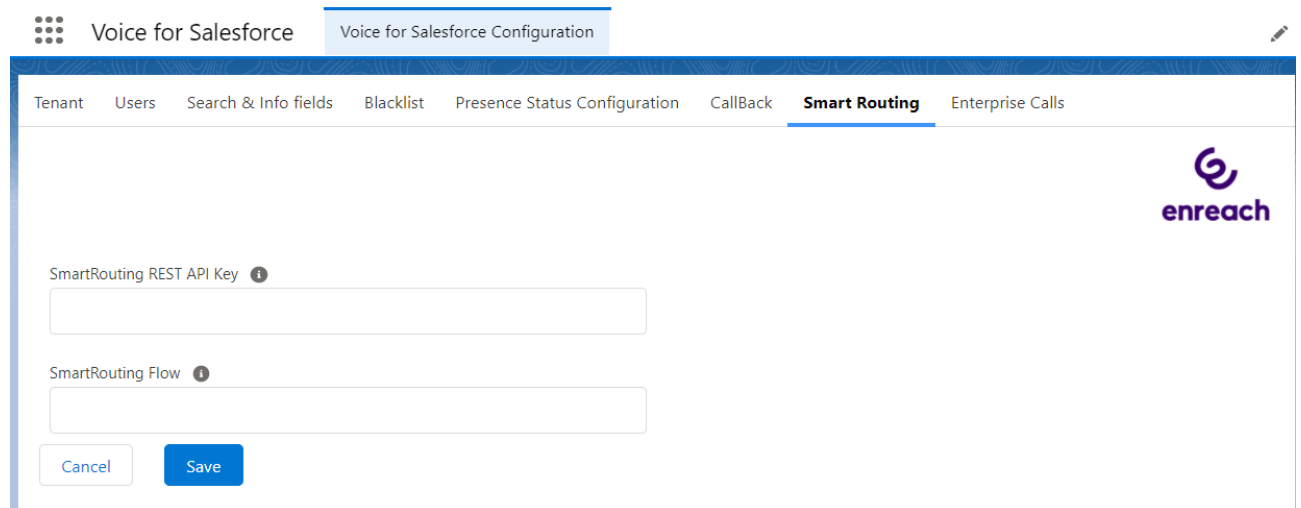 Voice for Salesforce Voice for Salesforce Configuration
Tenant Users Search & Info fields Blacklist Presence Status Configuration CallBack Smart Routing Enterprise Calls
enreach
SmartRouting REST API Key
SmartRouting Flow
Cancel Save